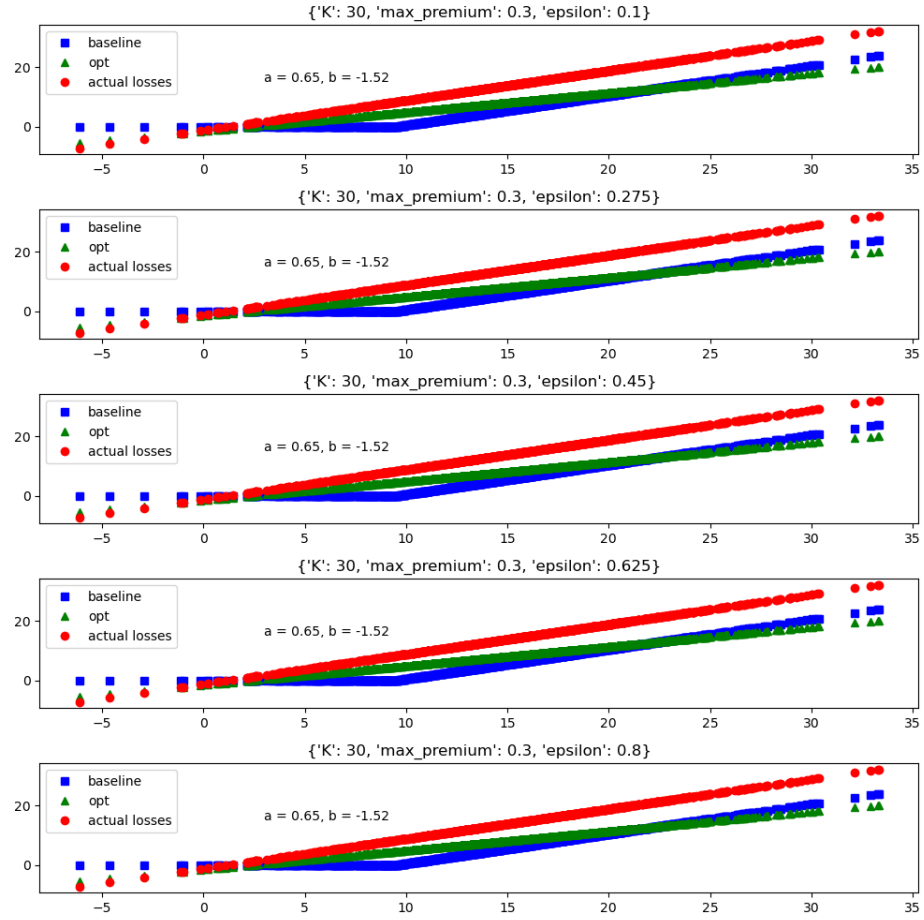 {'K': 30, 'max_premium': 0.3, 'epsilon': 0.1}
baseline
opt
actual losses
a = 0.65, b = -1.52
20
0
−5 0 5 10 15 20 25 30 35
{'K': 30, 'max_premium': 0.3, 'epsilon': 0.275}
baseline
opt
actual losses
a = 0.65, b = -1.52
20
0
−5 0 5 10 15 20 25 30 35
{'K': 30, 'max_premium': 0.3, 'epsilon': 0.45}
baseline
opt
actual losses
a = 0.65, b = -1.52
20
0
−5 0 5 10 15 20 25 30 35
{'K': 30, 'max_premium': 0.3, 'epsilon': 0.625}
baseline
opt
actual losses
a = 0.65, b = -1.52
20
0
−5 0 5 10 15 20 25 30 35
{'K': 30, 'max_premium': 0.3, 'epsilon': 0.8}
baseline
opt
actual losses
a = 0.65, b = -1.52
20
0
−5 0 5 10 15 20 25 30 35